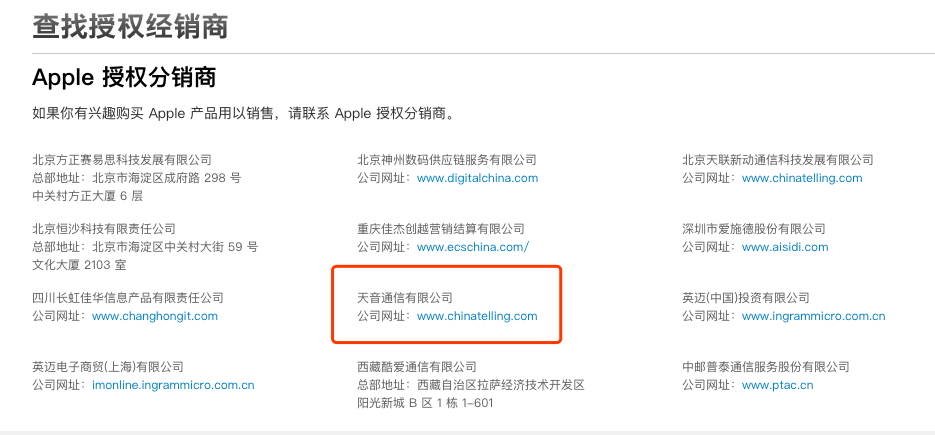 查找授权经销商
Apple 授权分销商
如果你有兴趣购买 Apple 产品用以销售，请联系 Apple 授权分销商。
北京方正赛易思科技发展有限公司
总部地址：北京市海淀区成府路 298 号
中关村方正大厦 6 层
北京神州数码供应链服务有限公司
公司网址：www.digitalchina.com
北京天联新动通信科技发展有限公司
公司网址：www.chinatelling.com
北京恒沙科技有限责任公司
总部地址：北京市海淀区中关村大街 59 号
文化大厦 2103 室
重庆佳杰创越营销结算有限公司
公司网址：www.ecschina.com/
深圳市爱施德股份有限公司
公司网址：www.aisidi.com
四川长虹佳华信息产品有限责任公司
公司网址：www.changhongit.com
天音通信有限公司
公司网址：www.chinatelling.com
英迈(中国)投资有限公司
公司网址：www.ingrammicro.com.cn
英迈电子商贸(上海)有限公司
公司网址：imonline.ingrammicro.com.cn
西藏酷爱通信有限公司
总部地址：西藏自治区拉萨经济技术开发区
阳光新城 B 区 1 栋 1-601
中邮普泰通信服务股份有限公司
公司网址：www.ptac.cn